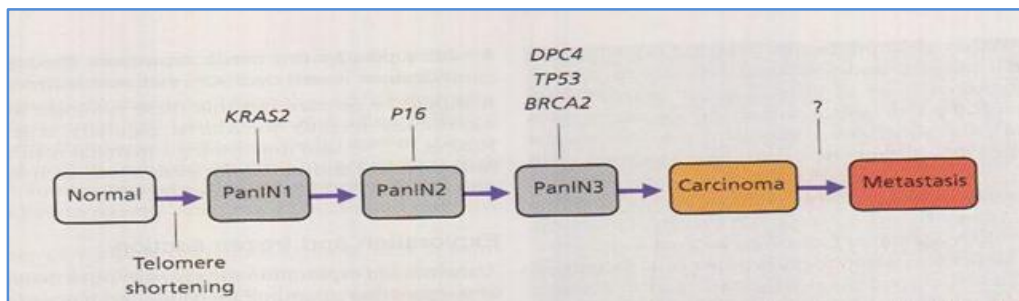 DPC4
TP53
BRCA2
KRAS2
P16
?
Normal
PanIN1
PanIN2
PanIN3
Carcinoma
Metastasis
Telomere
shortening